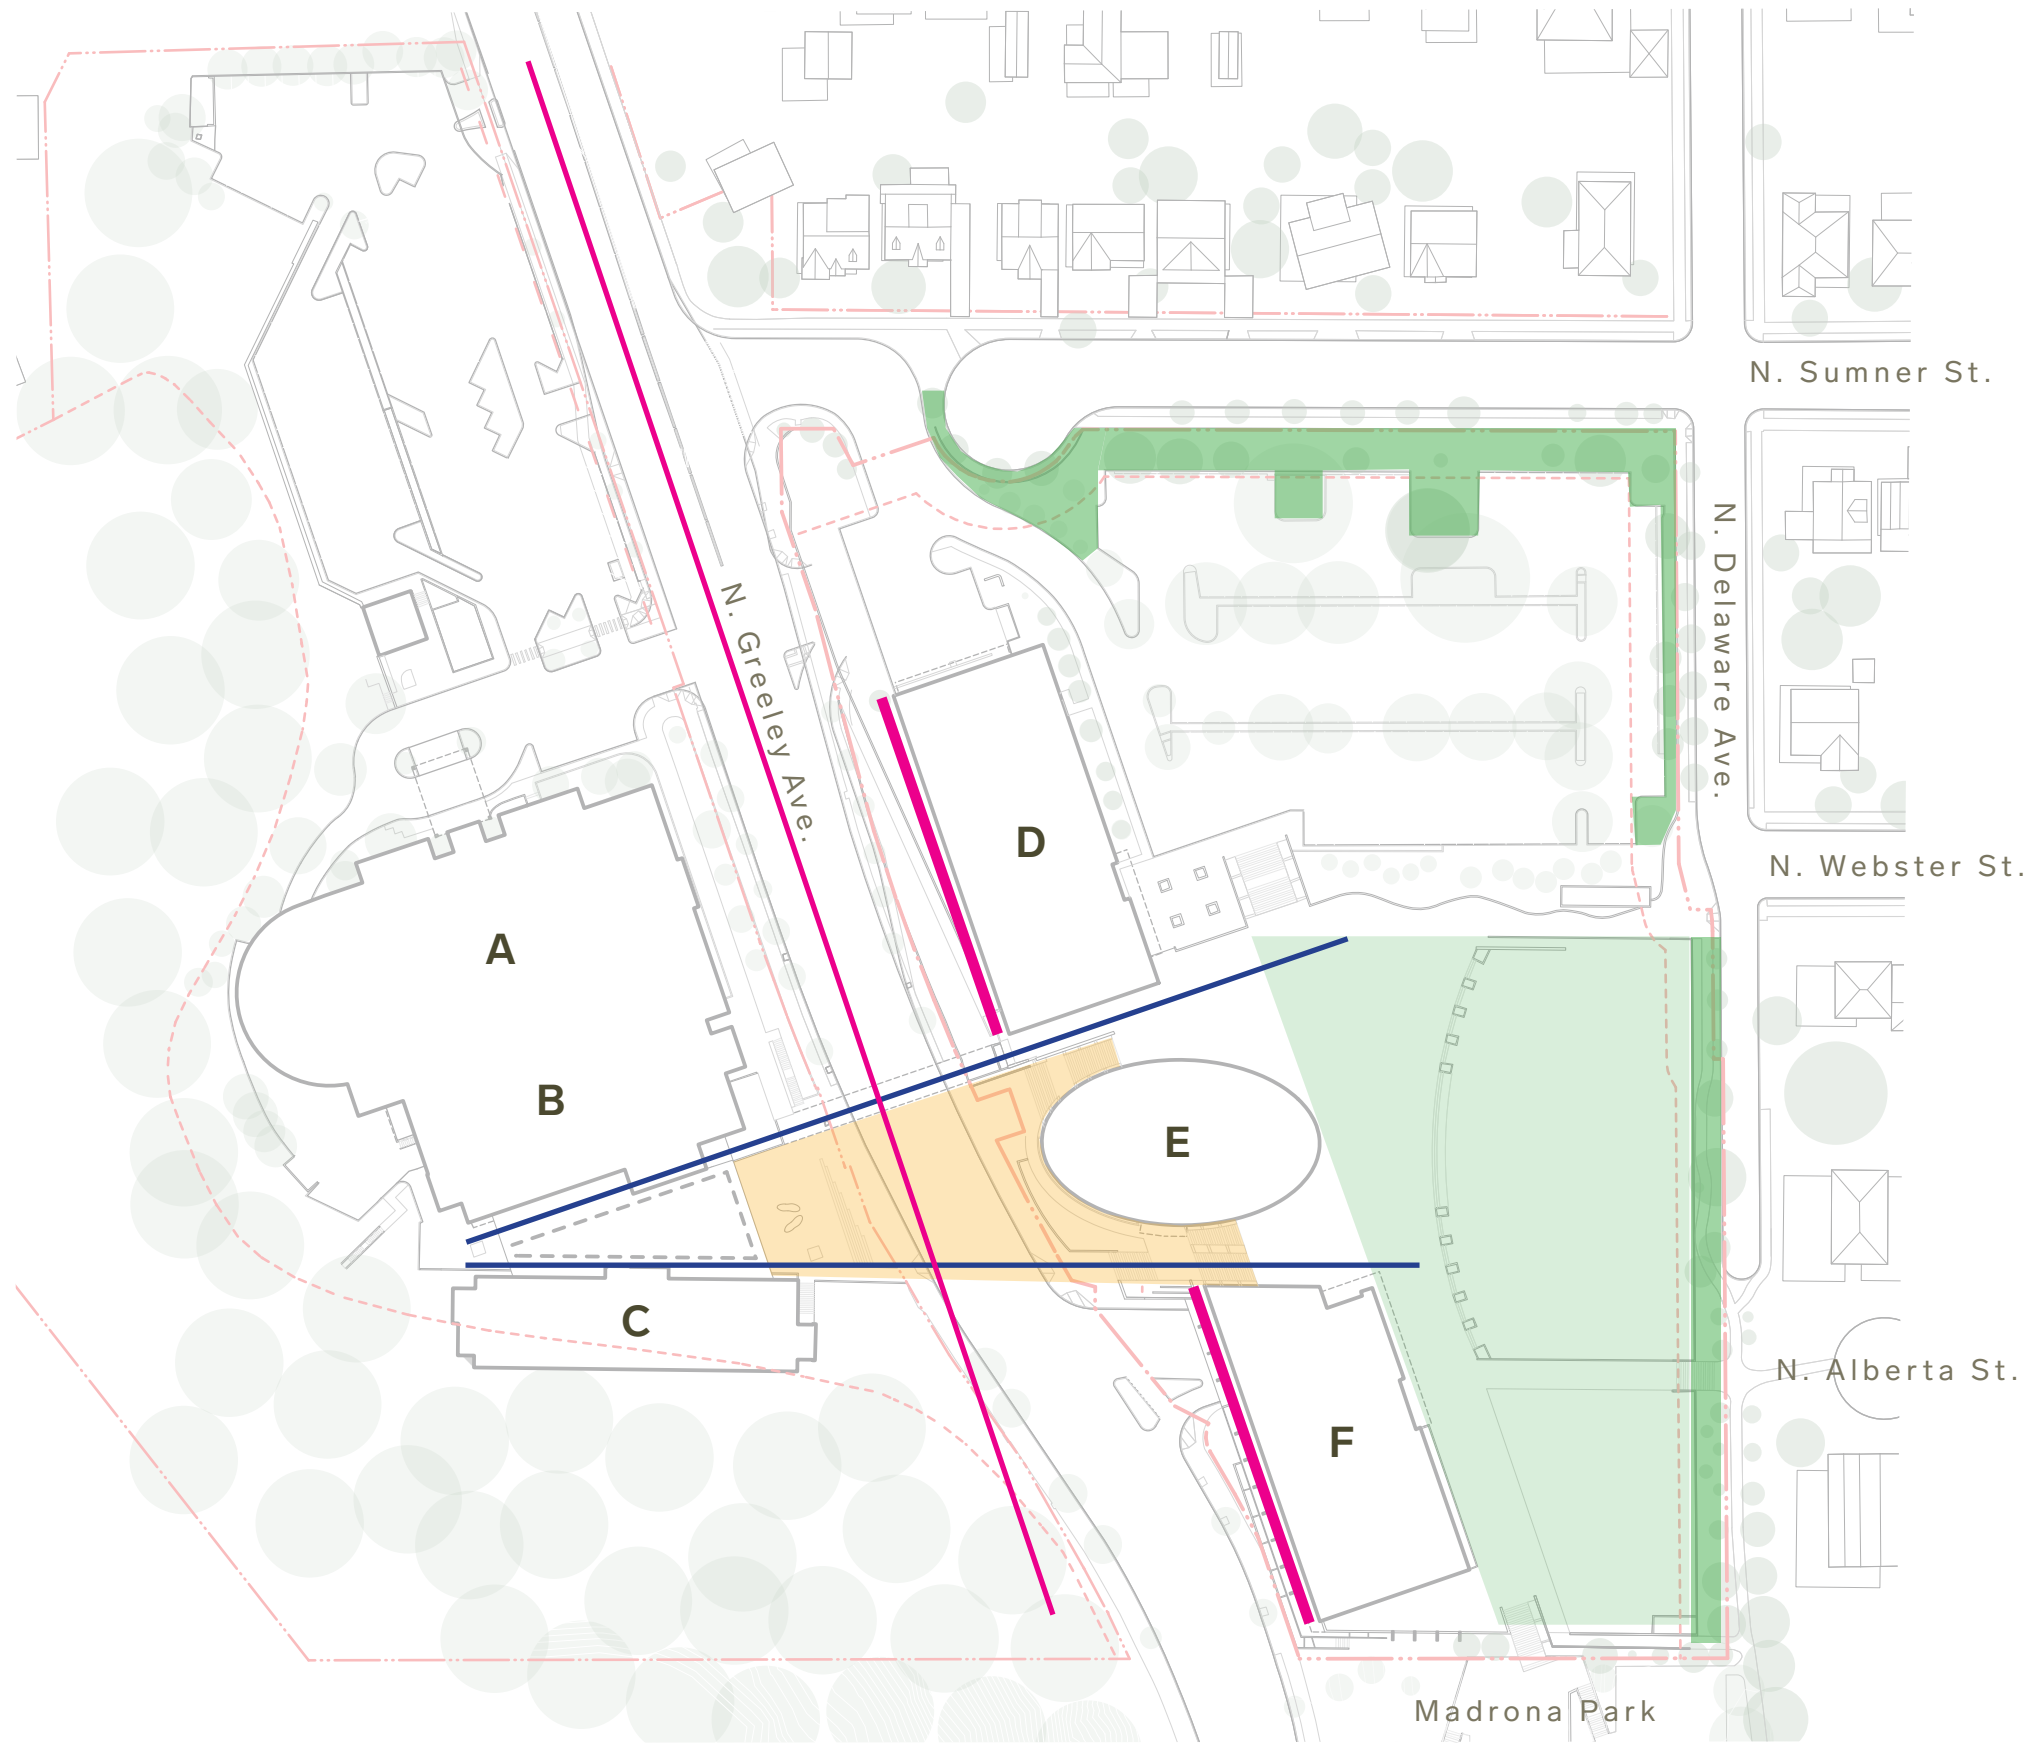 N. Sumner St.
N. Delaware Ave.
N. Greeley Ave.
D
N. Webster St.
A
B
E
C
N. Alberta St.
F
Madrona Park